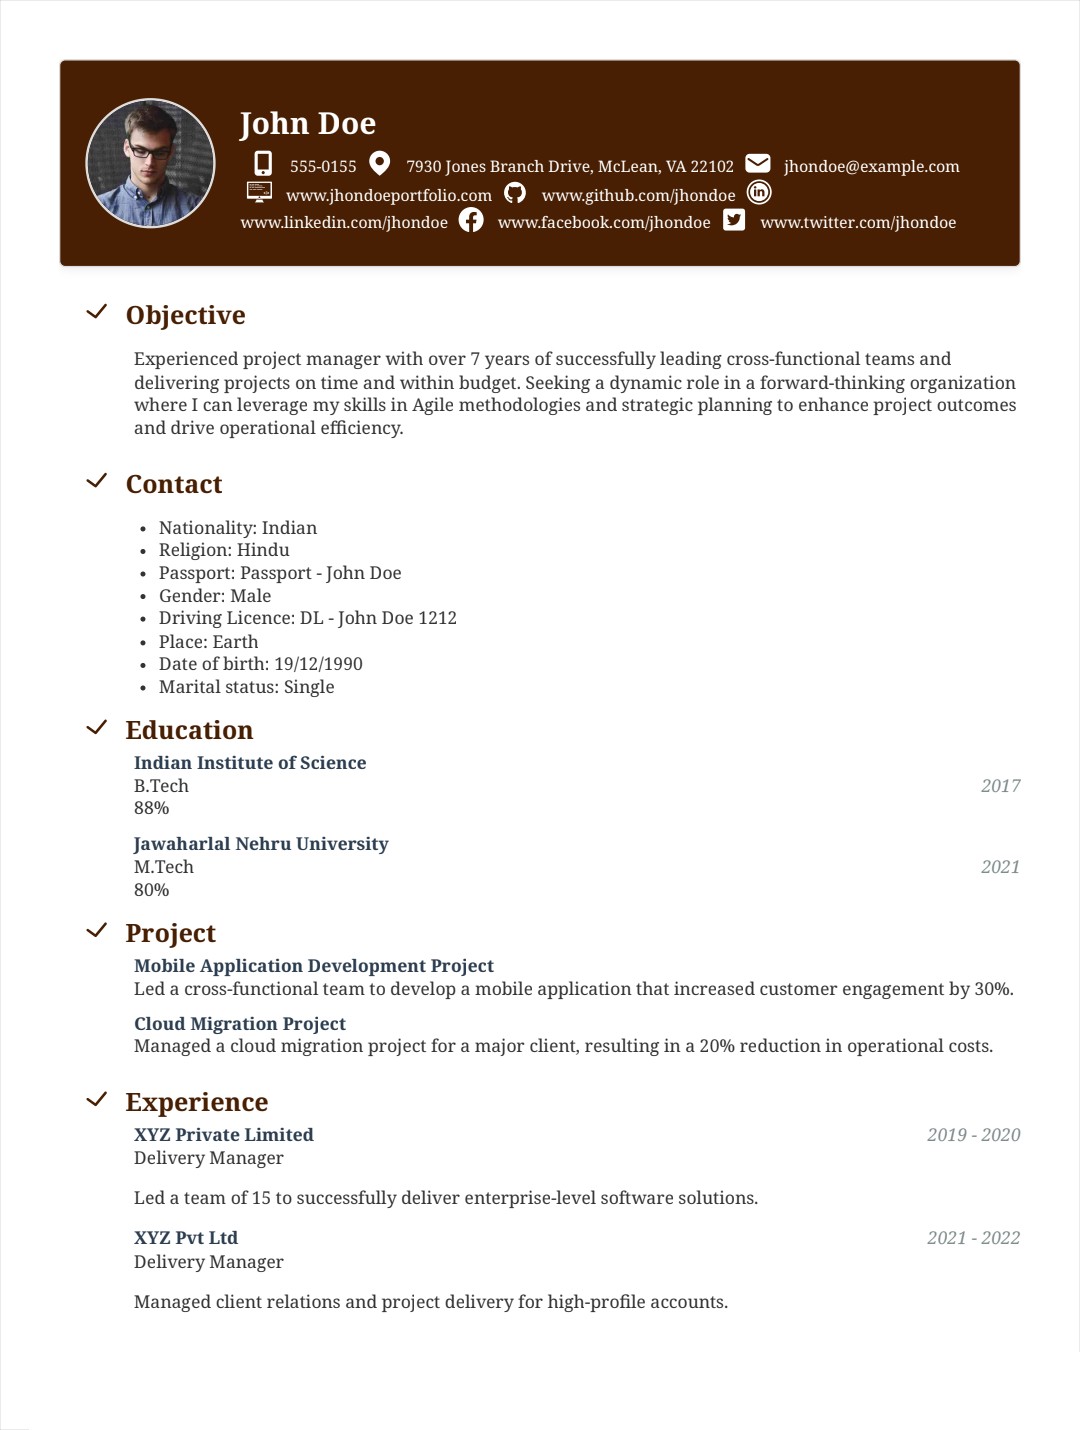 John Doe
555-0155 7930 Jones Branch Drive, McLean, VA 22102 jhondoe@example.com
www.jhondoeportfolio.com www.github.com/jhondoe
www.linkedin.com/jhondoe www.facebook.com/jhondoe www.twitter.com/jhondoe
Objective
Experienced project manager with over 7 years of successfully leading cross-functional teams and
delivering projects on time and within budget. Seeking a dynamic role in a forward-thinking organization
where I can leverage my skills in Agile methodologies and strategic planning to enhance project outcomes
and drive operational efficiency.
Contact
• Nationality: Indian
• Religion: Hindu
• Passport: Passport - John Doe
• Gender: Male
• Driving Licence: DL - John Doe 1212
• Place: Earth
• Date of birth: 19/12/1990
• Marital status: Single
Education
Indian Institute of Science
B.Tech 2017
88%
Jawaharlal Nehru University
M.Tech 2021
80%
Project
Mobile Application Development Project
Led a cross-functional team to develop a mobile application that increased customer engagement by 30%.
Cloud Migration Project
Managed a cloud migration project for a major client, resulting in a 20% reduction in operational costs.
Experience
XYZ Private Limited 2019 - 2020
Delivery Manager
Led a team of 15 to successfully deliver enterprise-level software solutions.
XYZ Pvt Ltd 2021 - 2022
Delivery Manager
Managed client relations and project delivery for high-profile accounts.